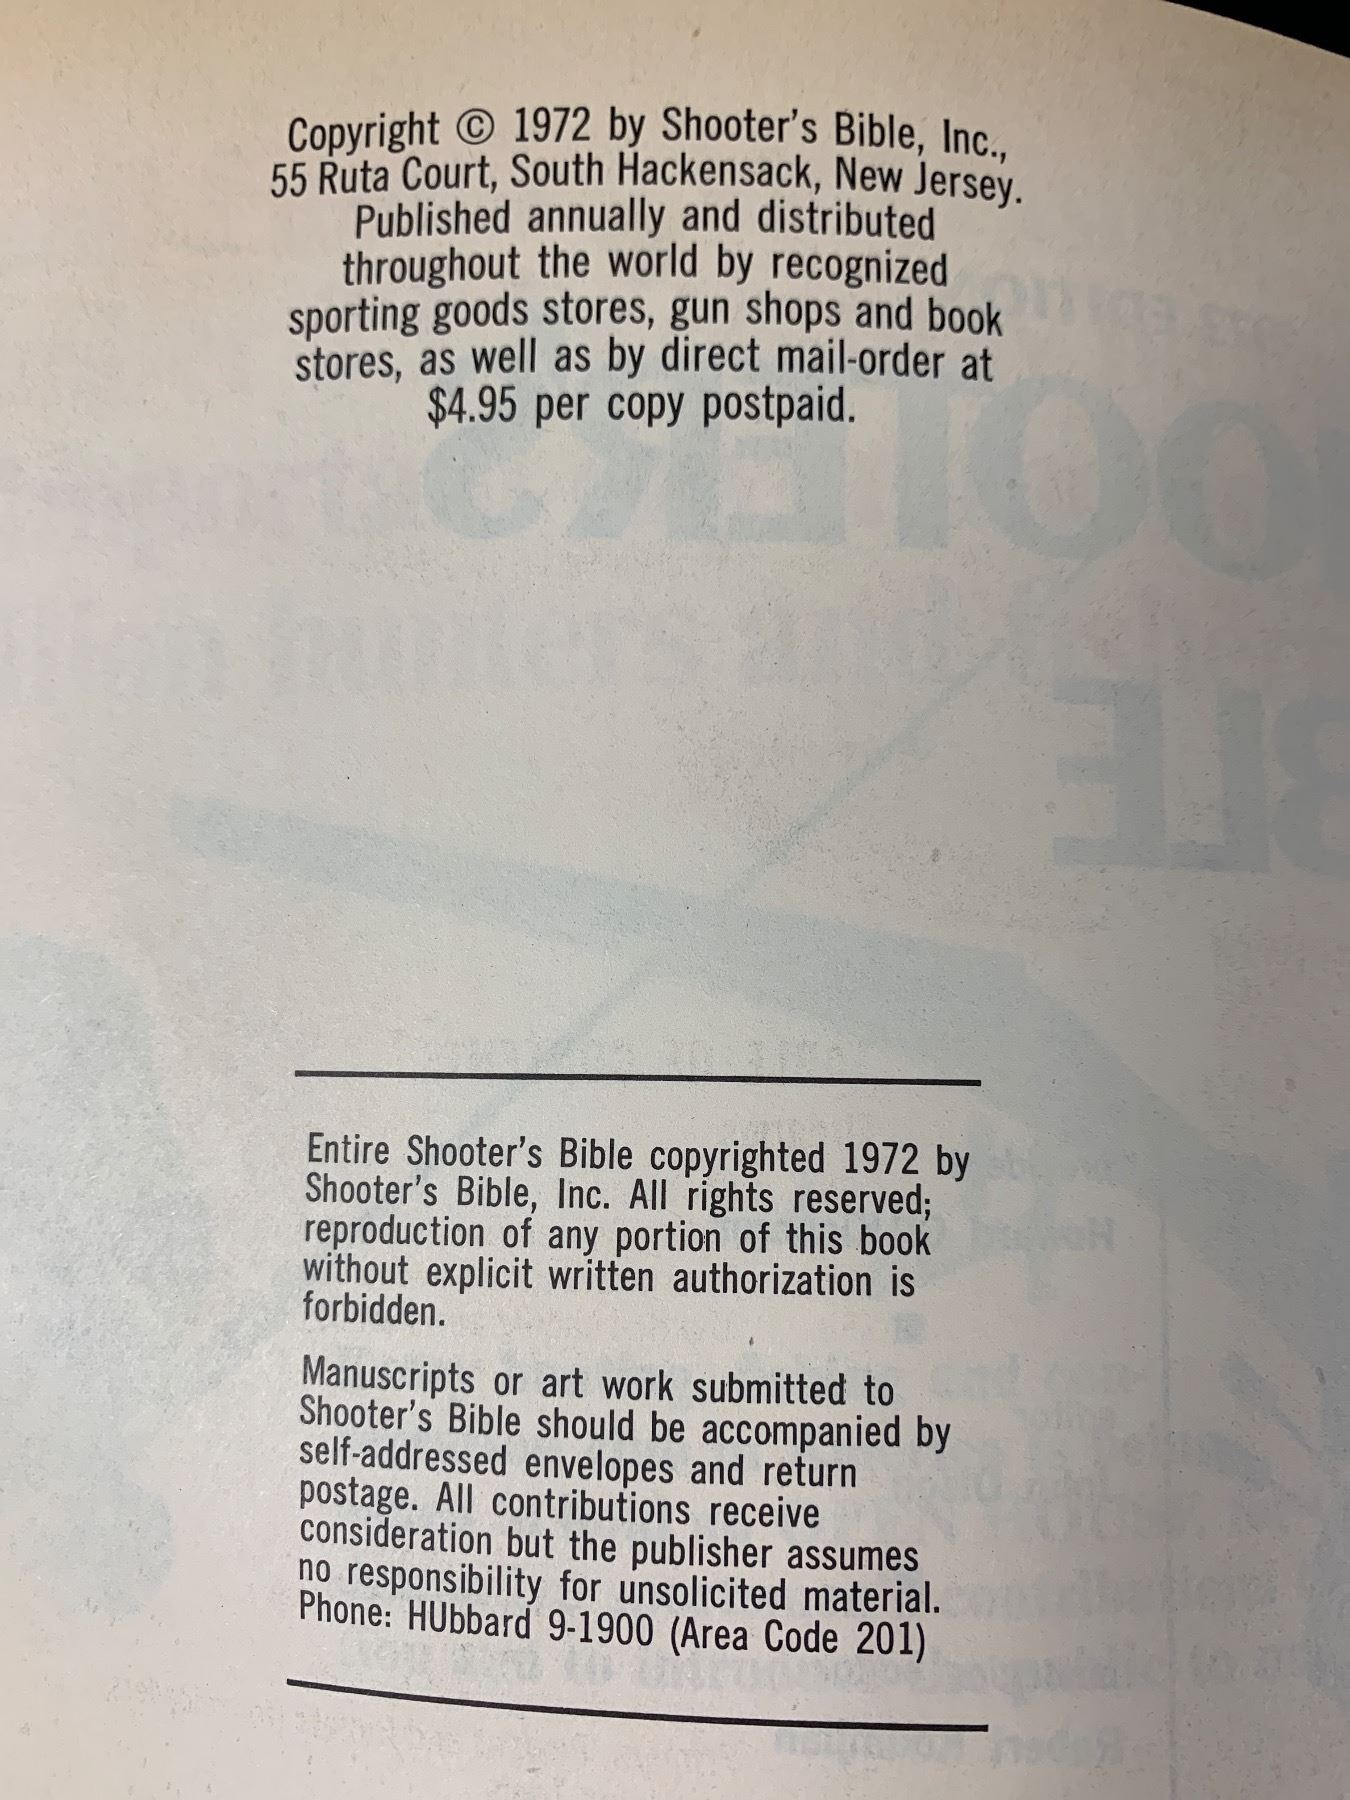 Copyright © 1972 by Shooter's Bible, Inc.,
55 Ruta Court, South Hackensack, New Jersey.
Published annually and distributed
throughout the world by recognized
sporting goods stores, gun shops and book
stores, as well as by direct mail-order at
$4.95 per copy postpaid.
Entire Shooter's Bible copyrighted 1972 by
Shooter's Bible, Inc. All rights reserved;
reproduction of any portion of this book
without explicit written authorization is
forbidden.
Manuscripts or art work submitted to
Shooter's Bible should be accompanied by
self-addressed envelopes and return
postage. All contributions receive
consideration but the publisher assumes
no responsibility for unsolicited material.
Phone: HUbbard 9-1900 (Area Code 201)